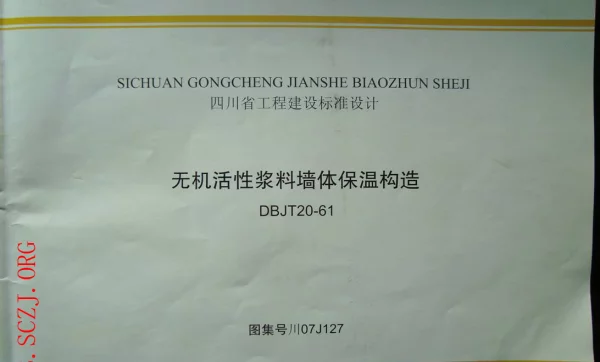 SICHUAN GONGCHENG JIANSHE BIAOZHUN SHEJI
四川省工程建设标准设计
无机活性浆料墙体保温构造
DBJT20-61
图集号川07J127
.SCZJ.ORG